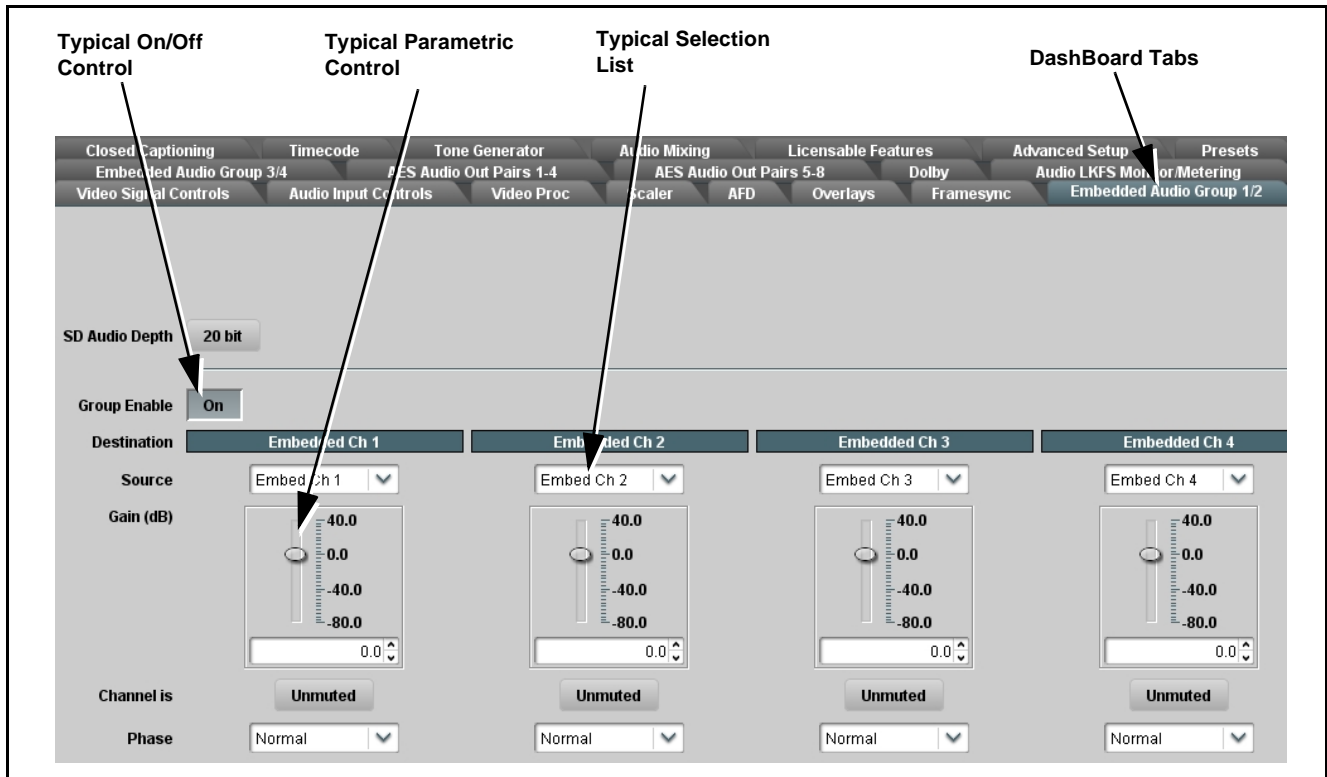 Typical On/Off Control
Typical Parametric Control
Typical Selection List
DashBoard Tabs
Closed Captioning Timecode Tone Generator Audio Mixing Licensable Features Advanced Setup Presets
Embedded Audio Group 3/4 AES Audio Out Pairs 1-4 AES Audio Out Pairs 5-8 Dolby Audio LKFS Monitor/Metering
Video Signal Controls Audio Input Controls Video Proc Scaler AFD Overlays Framesync Embedded Audio Group 1/2
SD Audio Depth 20 bit
Group Enable On
Destination Embedded Ch 1 Embedded Ch 2 Embedded Ch 3 Embedded Ch 4
Source Embed Ch 1 Embed Ch 2 Embed Ch 3 Embed Ch 4
Gain (dB) 40.0 40.0 40.0 40.0
0.0 0.0 0.0 0.0
-40.0 -40.0 -40.0 -40.0
-80.0 -80.0 -80.0 -80.0
0.0 0.0 0.0 0.0
Channel is Unmuted Unmuted Unmuted Unmuted
Phase Normal Normal Normal Normal